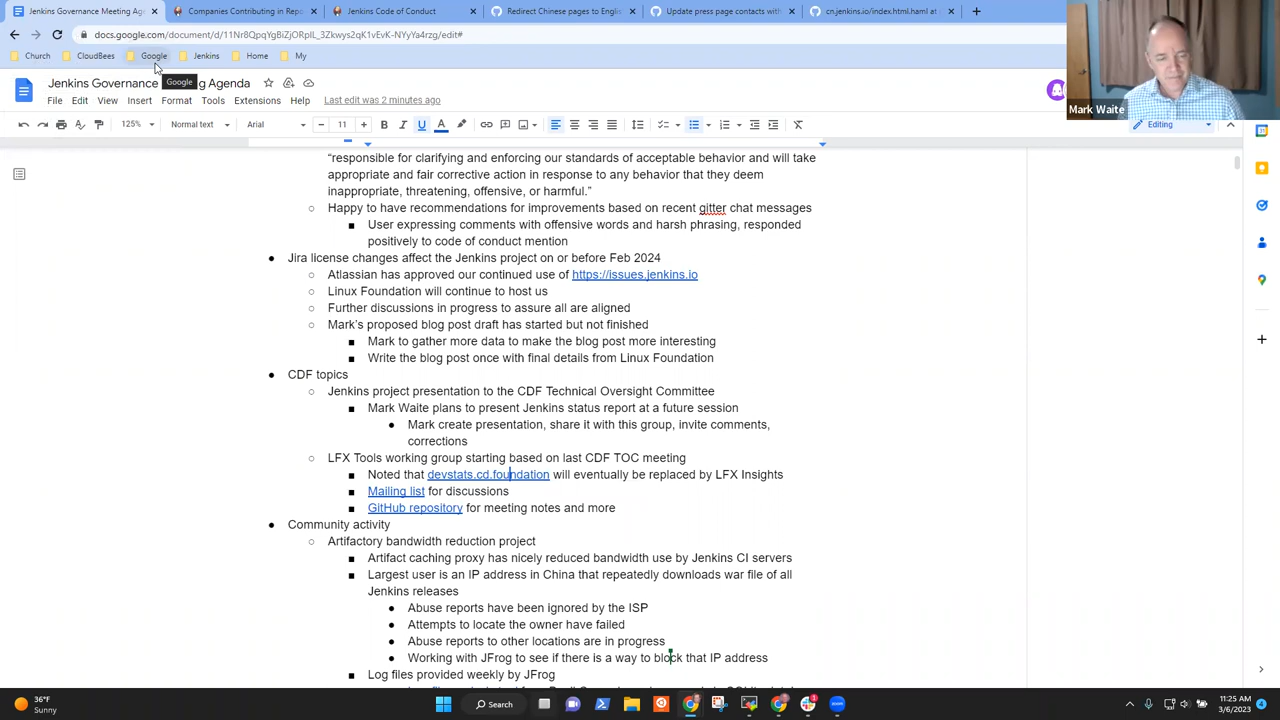 Jenkins Governance Meeting Age
Companies Contributing in Repo
Jenkins Code of Conduct
Redirect Chinese pages to English
Update press page contacts with
cn.jenkins.io/index.html.haml at
docs.google.com/document/d/11Nr8QpqYgBiZjORplL_3Zkwys2qK1vEvK-NYyYa4rzg/edit#
Church
CloudBees
Google
Jenkins
Home
My
Jenkins Governance
Google
g Agenda
Mark Waite
File
Edit
View
Insert
Format
Tools
Extensions
Help
Last edit was 2 minutes ago
125%
Normal text
Arial
11
Editing
“responsible for clarifying and enforcing our standards of acceptable behavior and will take
appropriate and fair corrective action in response to any behavior that they deem
inappropriate, threatening, offensive, or harmful.”
Happy to have recommendations for improvements based on recent gitter chat messages
User expressing comments with offensive words and harsh phrasing, responded
positively to code of conduct mention
Jira license changes affect the Jenkins project on or before Feb 2024
Atlassian has approved our continued use of https://issues.jenkins.io
Linux Foundation will continue to host us
Further discussions in progress to assure all are aligned
Mark’s proposed blog post draft has started but not finished
Mark to gather more data to make the blog post more interesting
Write the blog post once with final details from Linux Foundation
CDF topics
Jenkins project presentation to the CDF Technical Oversight Committee
Mark Waite plans to present Jenkins status report at a future session
Mark create presentation, share it with this group, invite comments,
corrections
LFX Tools working group starting based on last CDF TOC meeting
Noted that devstats.cd.foundation will eventually be replaced by LFX Insights
Mailing list for discussions
GitHub repository for meeting notes and more
Community activity
Artifactory bandwidth reduction project
Artifact caching proxy has nicely reduced bandwidth use by Jenkins CI servers
Largest user is an IP address in China that repeatedly downloads war file of all
Jenkins releases
Abuse reports have been ignored by the ISP
Attempts to locate the owner have failed
Abuse reports to other locations are in progress
Working with JFrog to see if there is a way to block that IP address
Log files provided weekly by JFrog
36°F
Sunny
Search
11:25 AM
3/6/2023